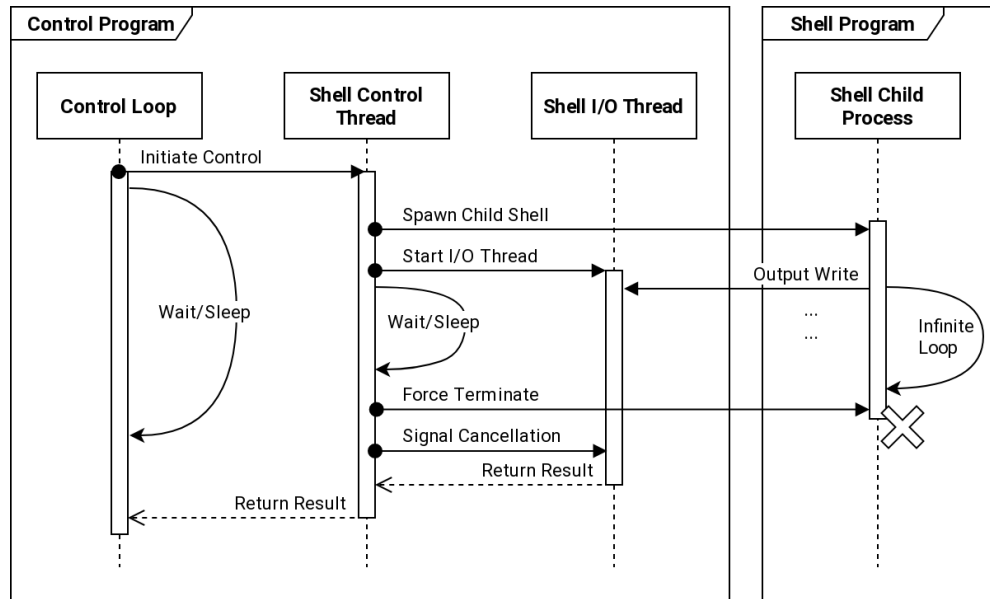 Control Program
Shell Program
Control Loop
Shell Control
Thread
Shell I/O Thread
Shell Child
Process
Initiate Control
Spawn Child Shell
Start I/O Thread
Output Write
Wait/Sleep
Wait/Sleep
...
...
Infinite
Loop
Force Terminate
Signal Cancellation
Return Result
Return Result